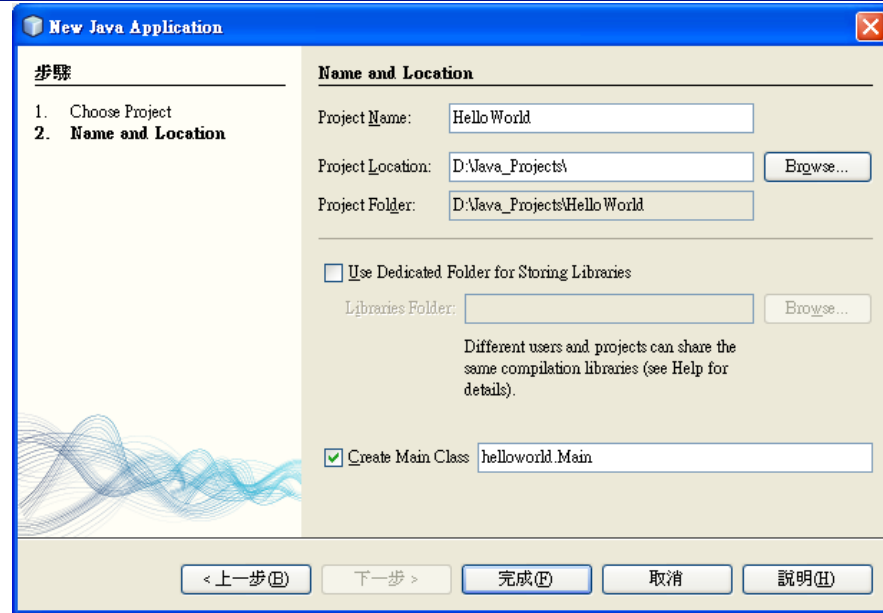 New Java Application
步驟
1. Choose Project
2. Name and Location
Name and Location
Project Name: HelloWorld
Project Location: D:\Java_Projects\ Browse...
Project Folder: D:\Java_Projects\HelloWorld
Use Dedicated Folder for Storing Libraries
Libraries Folder: Browse...
Different users and projects can share the
same compilation libraries (see Help for
details).
Create Main Class helloworld.Main
<上一步(B) 下一步 > 完成(F) 取消 說明(H)